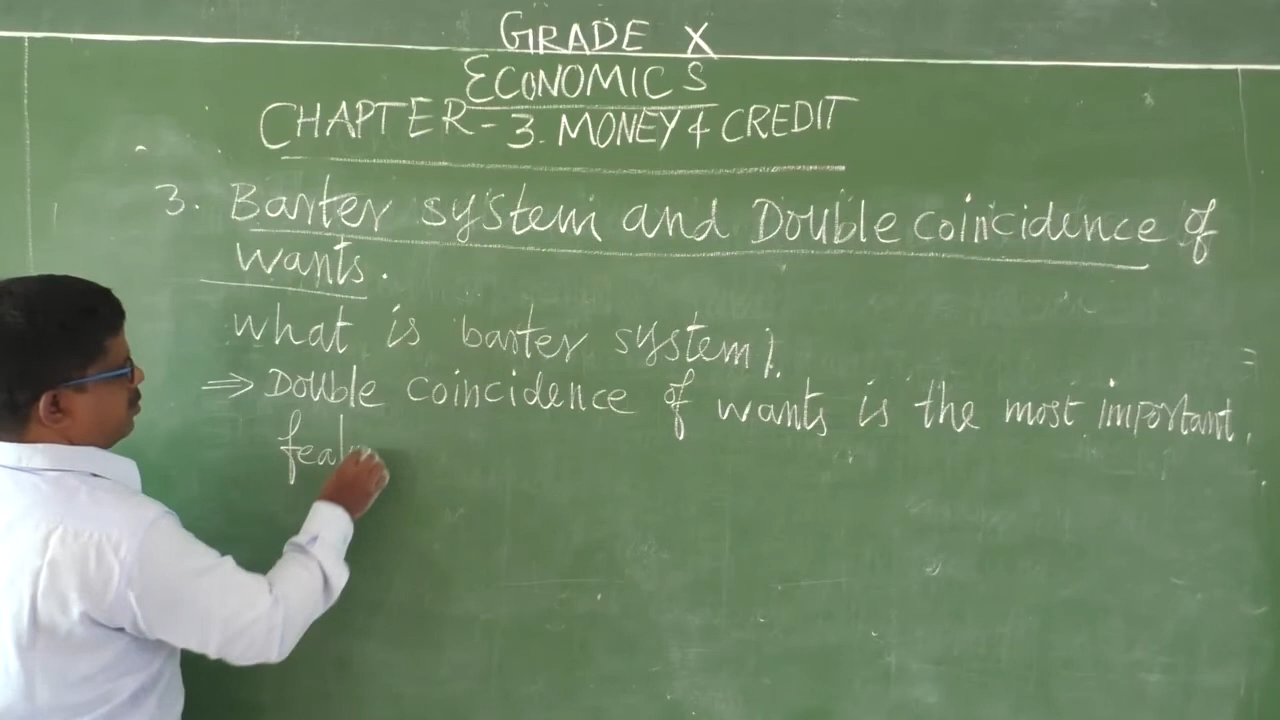 GRADE X
ECONOMICS
CHAPTER-3. MONEY & CREDIT
3. Barter system and Double coincidence of
wants.
What is barter system?
⇒ Double coincidence of wants is the most important